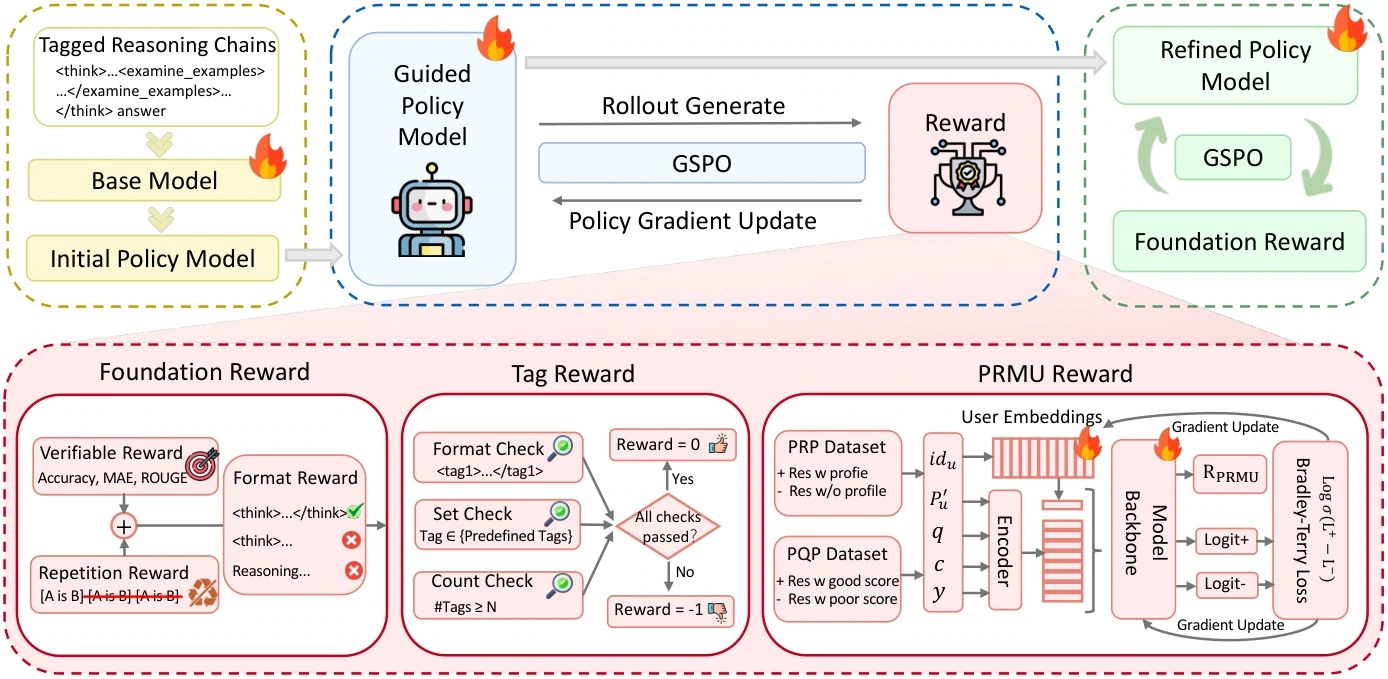 Tagged Reasoning Chains
<think>...<examine_examples>
...</examine_examples>...
</think> answer
Base Model
Initial Policy Model
Guided
Policy
Model
Rollout Generate
GSPO
Policy Gradient Update
Reward
Refined Policy
Model
GSPO
Foundation Reward
Foundation Reward
Verifiable Reward
Accuracy, MAE, ROUGE
+
Repetition Reward
[A is B] [A is B] [A is B]
Format Reward
<think>...</think>
<think>...
Reasoning...
Tag Reward
Format Check
<tag1>...</tag1>
Set Check
Tag ∈ {Predefined Tags}
Count Check
#Tags ≥ N
Reward = 0
Yes
All checks
passed?
No
Reward = -1
PRMU Reward
PRP Dataset
+ Res w profie
- Res w/o profile
PQP Dataset
+ Res w good score
- Res w poor score
id_u
P'_u
q
c
y
User Embeddings
Encoder
Model
Backbone
Gradient Update
R_PRMU
Logit+
Logit-
Log σ(L⁺ − L⁻)
Bradley-Terry Loss
Gradient Update